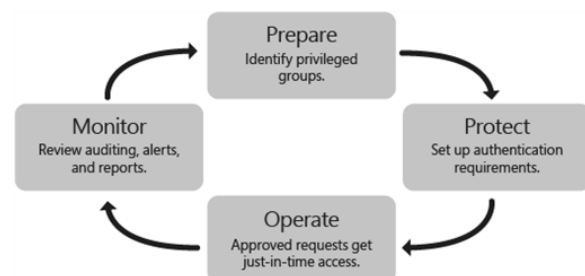 Prepare
Identify privileged
groups.
Protect
Set up authentication
requirements.
Operate
Approved requests get
just-in-time access.
Monitor
Review auditing, alerts,
and reports.